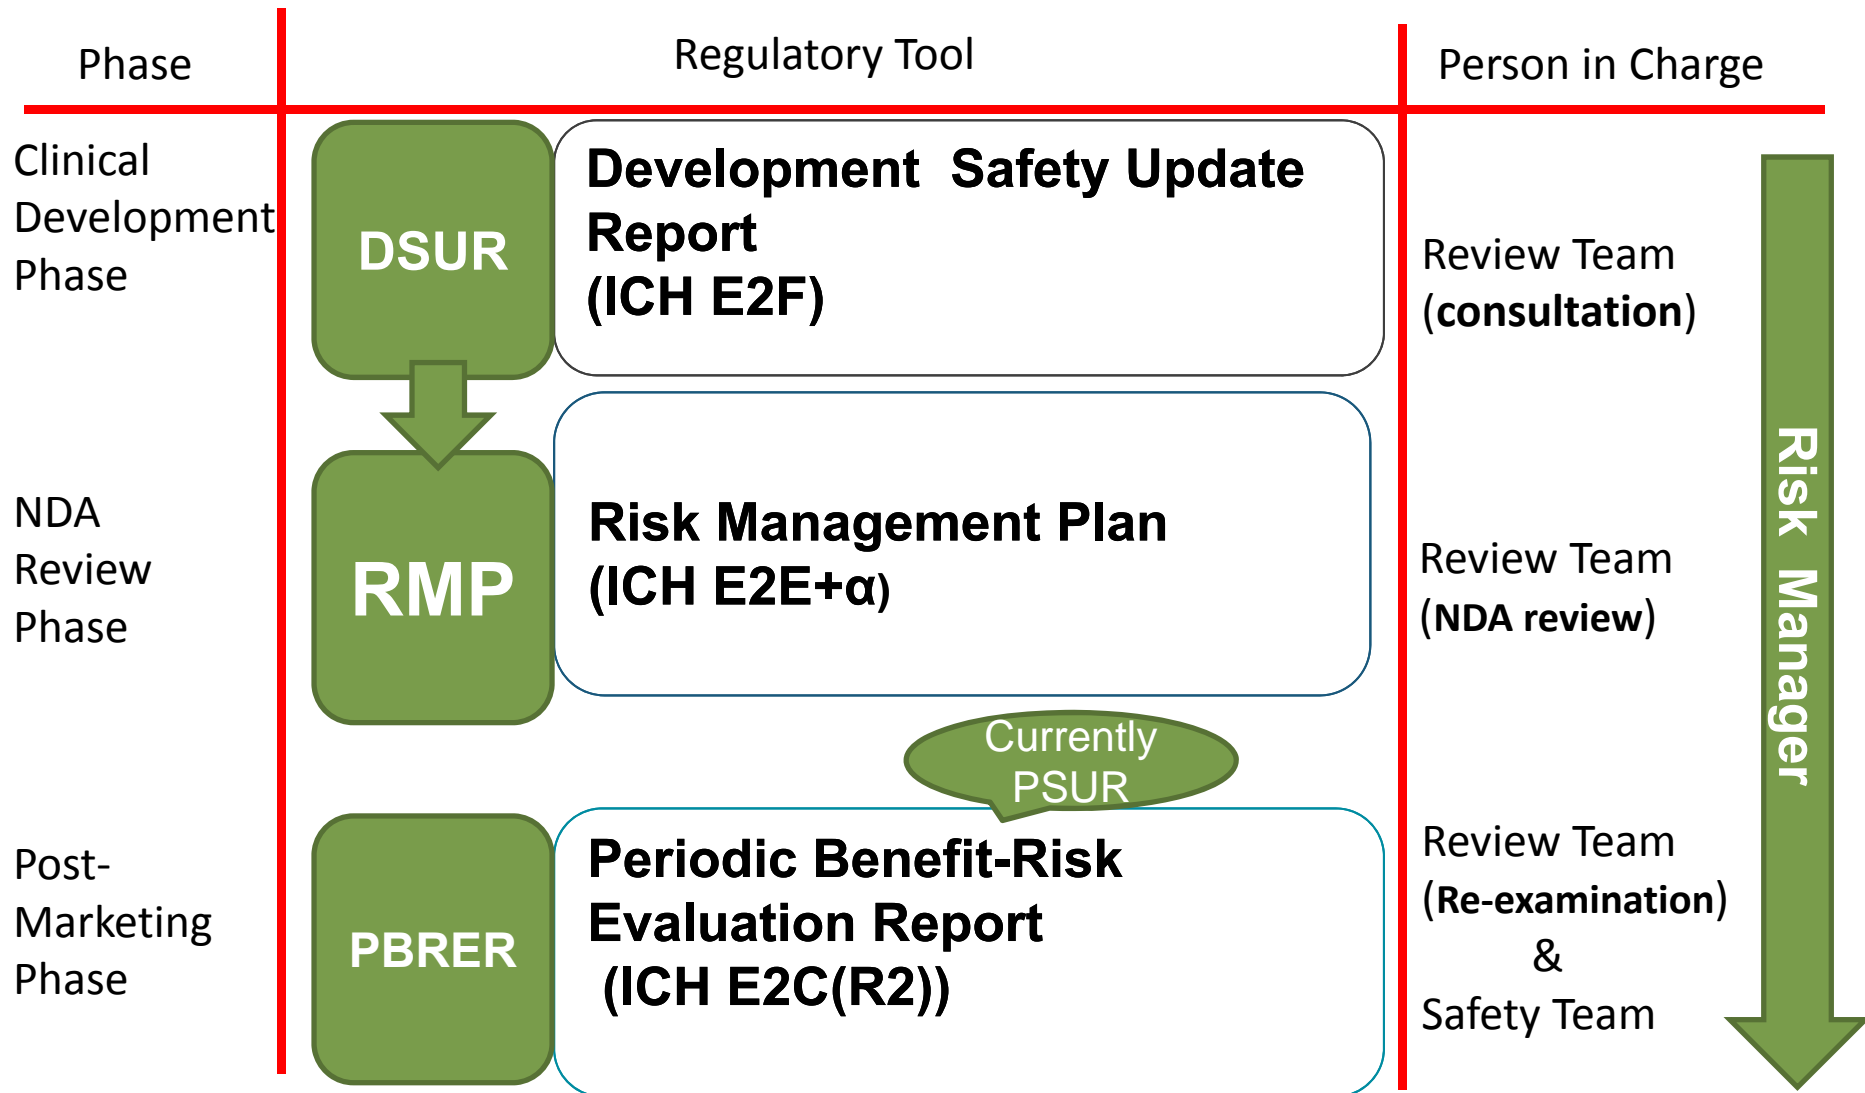 Phase
Regulatory Tool
Person in Charge
Clinical
Development
Phase
DSUR
Development Safety Update
Report
(ICH E2F)
Review Team
(consultation)
NDA
Review
Phase
RMP
Risk Management Plan
(ICH E2E+α)
Review Team
(NDA review)
Currently
PSUR
Post-
Marketing
Phase
PBRER
Periodic Benefit-Risk
Evaluation Report
(ICH E2C(R2))
Review Team
(Re-examination)
&
Safety Team
Risk Manager